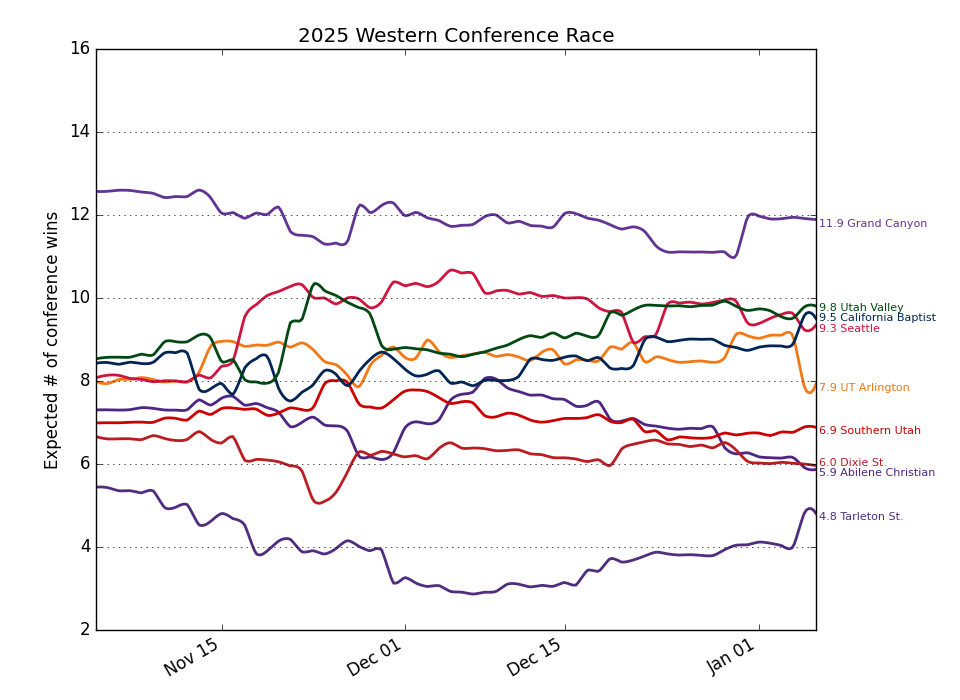 2025 Western Conference Race
Expected # of conference wins
16
14
12
10
8
6
4
2
11.9 Grand Canyon
9.8 Utah Valley
9.5 California Baptist
9.3 Seattle
7.9 UT Arlington
6.9 Southern Utah
6.0 Dixie St.
5.9 Abilene Christian
4.8 Tarleton St.
Nov 15
Dec 01
Dec 15
Jan 01